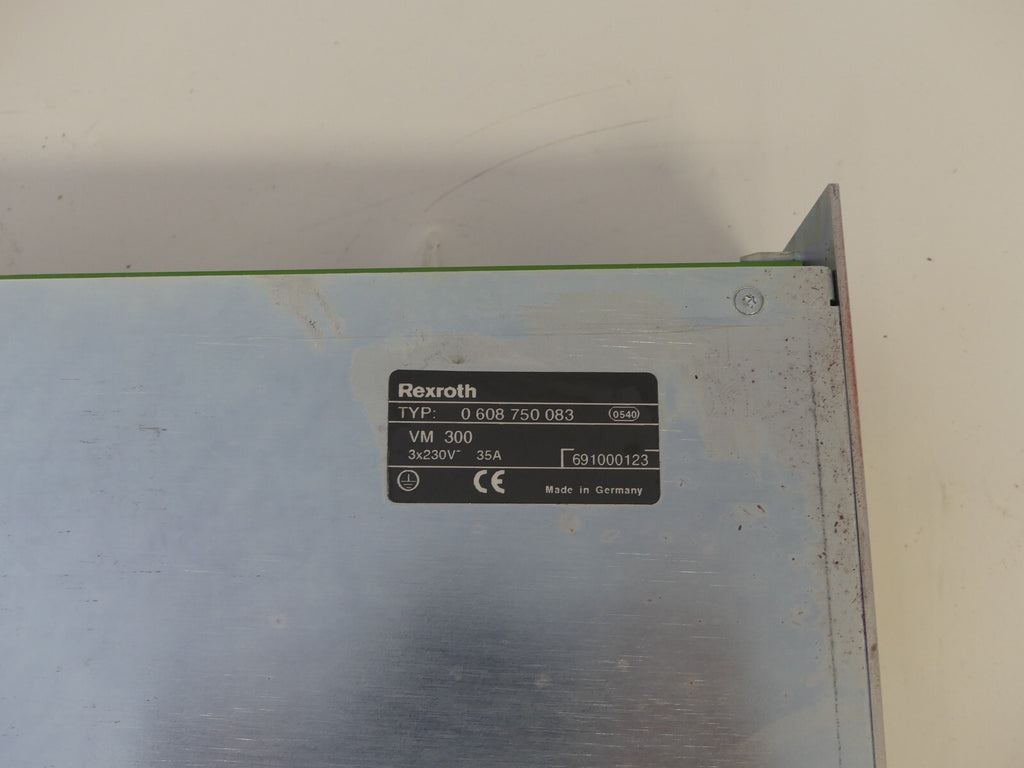 Rexroth
TYP: 0 608 750 083 0540
VM 300
3x230V~ 35A 691000123
CE Made in Germany